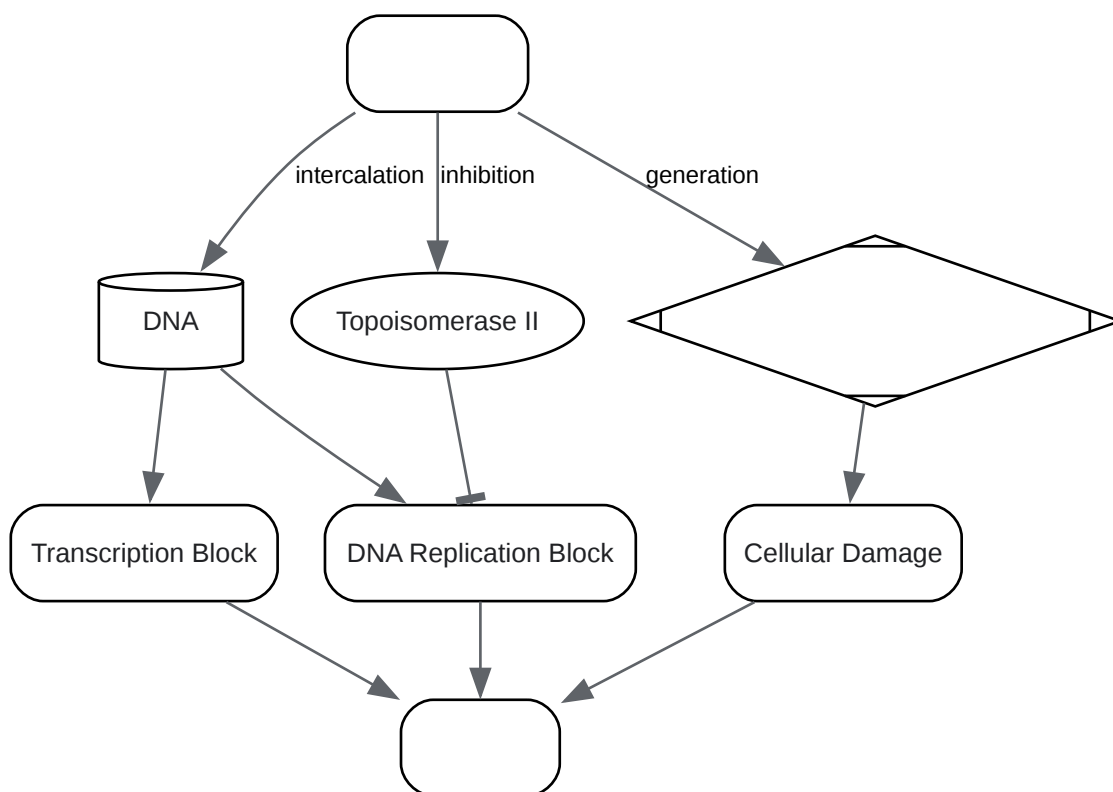 intercalation
inhibition
generation
DNA
Topoisomerase II
Transcription Block
DNA Replication Block
Cellular Damage